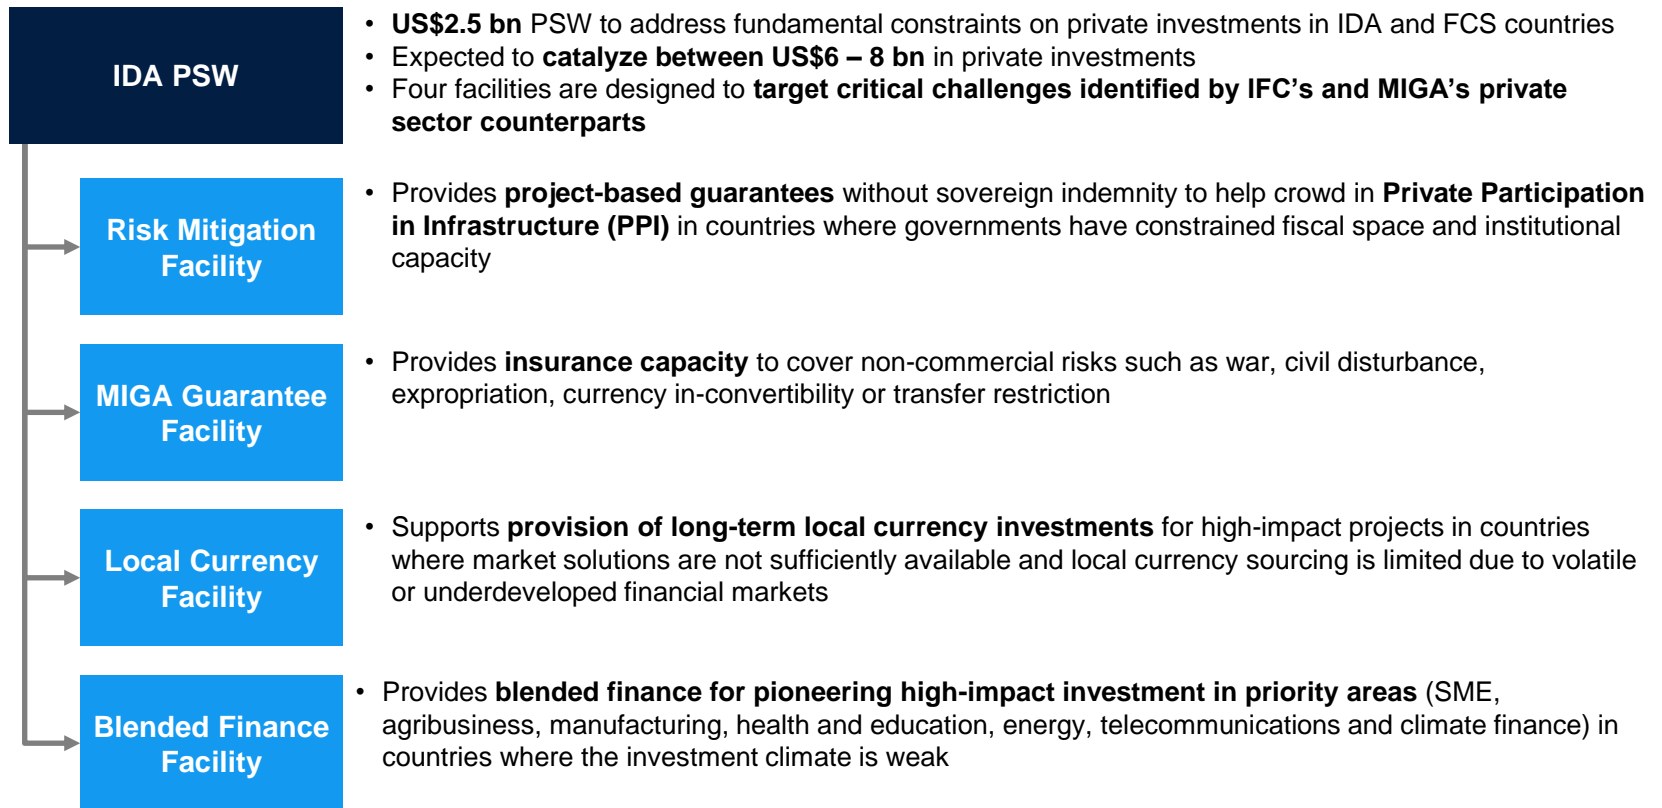 IDA PSW
• US$2.5 bn PSW to address fundamental constraints on private investments in IDA and FCS countries
• Expected to catalyze between US$6 – 8 bn in private investments
• Four facilities are designed to target critical challenges identified by IFC's and MIGA's private
sector counterparts
Risk Mitigation
Facility
• Provides project-based guarantees without sovereign indemnity to help crowd in Private Participation
in Infrastructure (PPI) in countries where governments have constrained fiscal space and institutional
capacity
MIGA Guarantee
Facility
• Provides insurance capacity to cover non-commercial risks such as war, civil disturbance,
expropriation, currency in-convertibility or transfer restriction
Local Currency
Facility
• Supports provision of long-term local currency investments for high-impact projects in countries
where market solutions are not sufficiently available and local currency sourcing is limited due to volatile
or underdeveloped financial markets
Blended Finance
Facility
• Provides blended finance for pioneering high-impact investment in priority areas (SME,
agribusiness, manufacturing, health and education, energy, telecommunications and climate finance) in
countries where the investment climate is weak